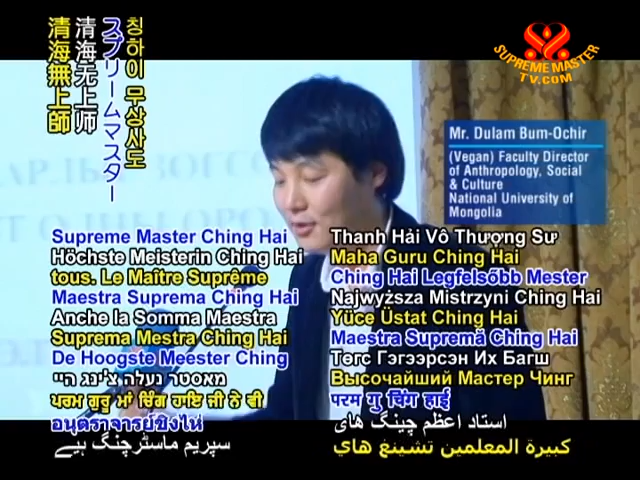 칭하이 무상사도
スプリームマスター
清海无上师
清海無上師
SUPREME MASTER
TV.COM
Mr. Dulam Bum-Ochir
(Vegan) Faculty Director
of Anthropology, Social
& Culture
National University of
Mongolia
Supreme Master Ching Hai
Höchste Meisterin Ching Hai
tous. Le Maître Suprême
Maestra Suprema Ching Hai
Anche la Somma Maestra
Suprema Mestra Ching Hai
De Hoogste Meester Ching
מאסטר נעלה צ'ינג היי
ਪਰਮ ਗੁਰੂ ਮਾਂ ਚਿੰਗ ਹਾਇ ਜੀ ਨੇ ਵੀ
อนุตราจารย์ชิงไห่
سپریم ماسٹرچنگ ہیے
Thanh Hải Vô Thượng Sư
Maha Guru Ching Hai
Ching Hai Legfelsőbb Mester
Najwyższa Mistrzyni Ching Hai
Yüce Üstat Ching Hai
Maestra Supremă Ching Hai
Төгс Гэгээрсэн Их Багш
Высочайший Мастер Чинг
परम गुरु चिंग हाई
استاد اعظم چینگ های
كبيرة المعلمين تشينغ هاي